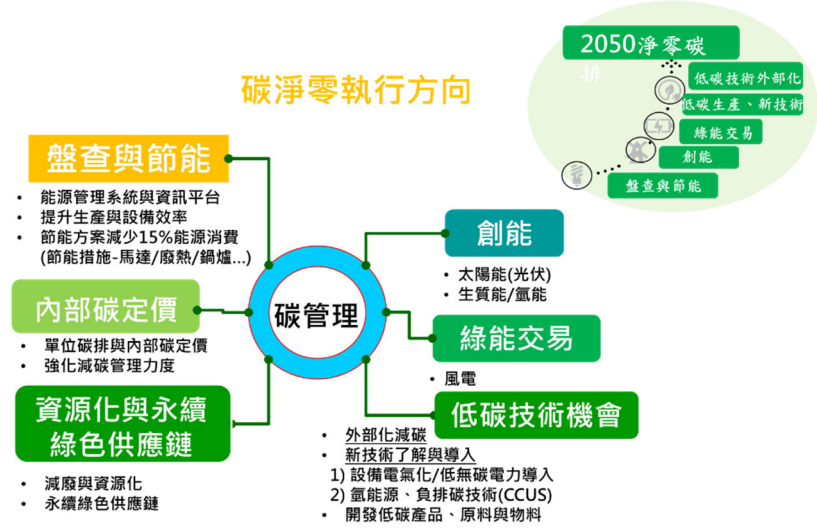 碳淨零執行方向
2050淨零碳
排
低碳技術外部化
低碳生產、新技術
綠能交易
創能
盤查與節能
盤查與節能
• 能源管理系統與資訊平台
• 提升生產與設備效率
• 節能方案減少15%能源消費
(節能措施-馬達/廢熱/鍋爐...)
內部碳定價
• 單位碳排與內部碳定價
• 強化減碳管理力度
資源化與永續
綠色供應鏈
• 減廢與資源化
• 永續綠色供應鏈
碳管理
創能
• 太陽能(光伏)
• 生質能/氫能
綠能交易
• 風電
低碳技術機會
• 外部化減碳
• 新技術了解與導入
1) 設備電氣化/低無碳電力導入
2) 氫能源、負排碳技術(CCUS)
• 開發低碳產品、原料與物料